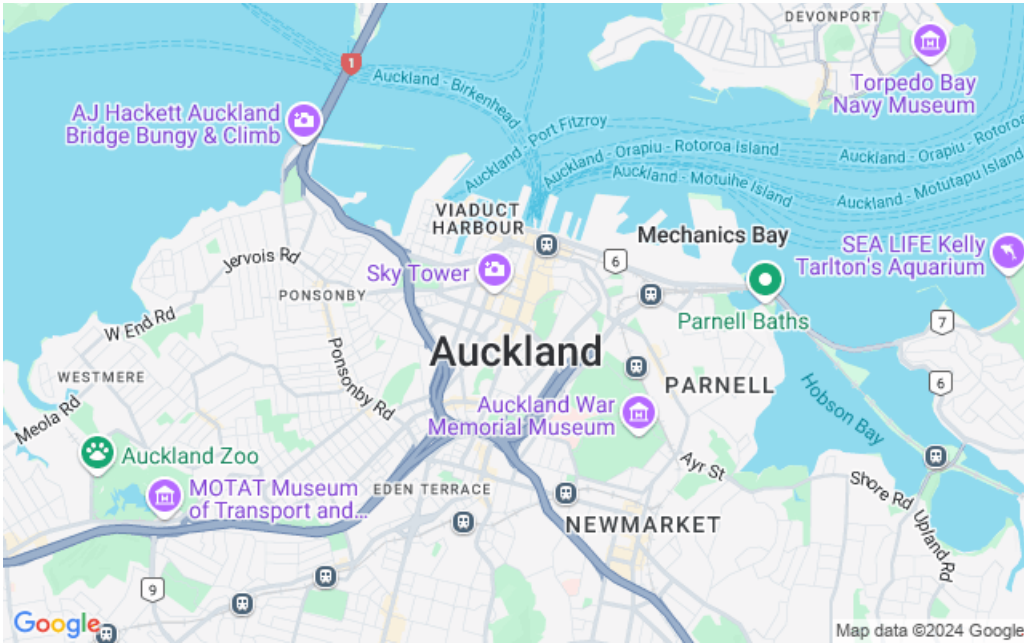 DEVONPORT
1
Torpedo Bay
Navy Museum
Auckland - Birkenhead
AJ Hackett Auckland
Bridge Bungy & Climb
Auckland - Port Fitzroy
Auckland - Orapiu - Rotoroa Island
Auckland - Orapiu - Rotoroa
Auckland - Motuihe Island
Auckland - Motutapu Island
VIADUCT
HARBOUR
Mechanics Bay
SEA LIFE Kelly
Tarlton's Aquarium
Jervois Rd
6
Sky Tower
PONSONBY
W End Rd
Parnell Baths
7
Auckland
Ponsonby Rd
WESTMERE
PARNELL
6
Meola Rd
Auckland War
Memorial Museum
Hobson Bay
Auckland Zoo
Ayr St
MOTAT Museum
of Transport and...
EDEN TERRACE
Shore Rd
NEWMARKET
Upland Rd
9
Google
Map data ©2024 Google